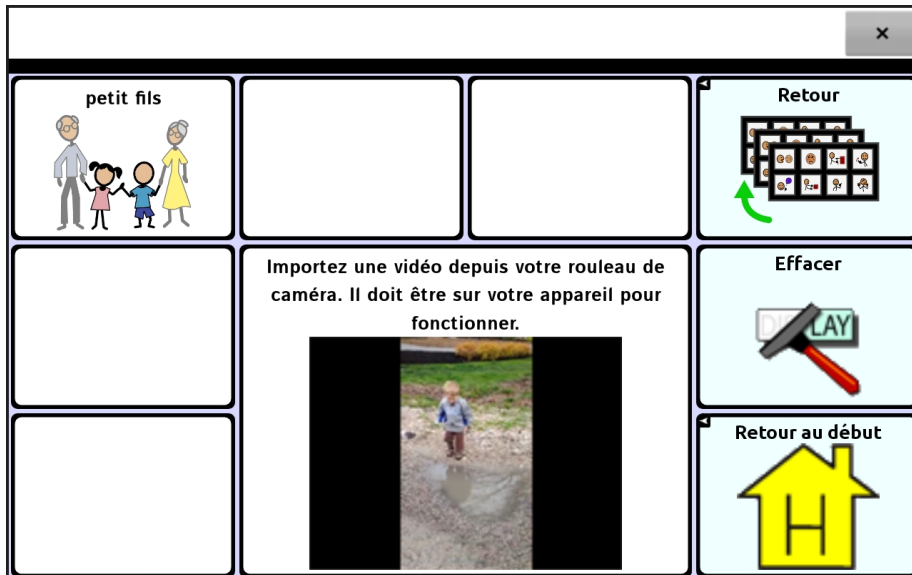 ×
petit fils
Retour
Importez une vidéo depuis votre rouleau de
caméra. Il doit être sur votre appareil pour
fonctionner.
Effacer
DISPLAY
Retour au début
H